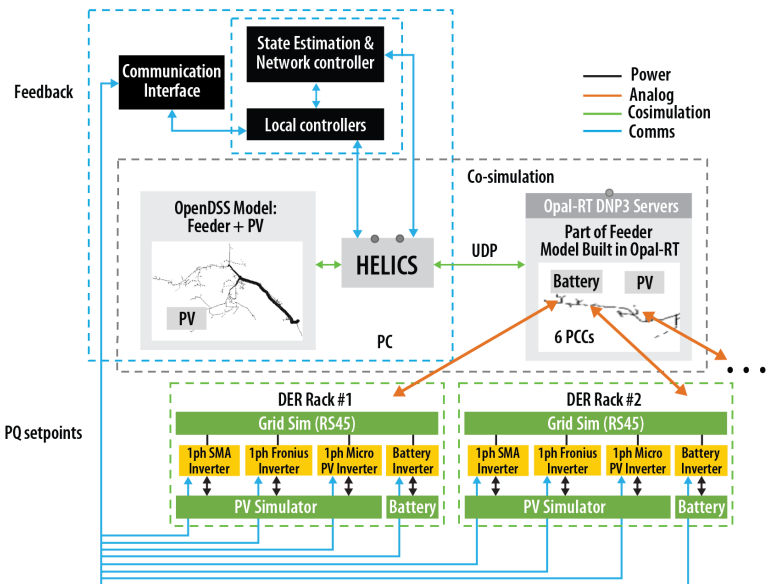 Feedback
Communication
Interface
State Estimation &
Network controller
Local controllers
Power
Analog
Cosimulation
Comms
Co-simulation
OpenDSS Model:
Feeder + PV
PV
HELICS
UDP
PC
Opal-RT DNP3 Servers
Part of Feeder
Model Built in Opal-RT
Battery
PV
6 PCCs
...
PQ setpoints
DER Rack #1
Grid Sim (RS45)
1ph SMA
Inverter
1ph Fronius
Inverter
1ph Micro
PV Inverter
Battery
Inverter
PV Simulator
Battery
DER Rack #2
Grid Sim (RS45)
1ph SMA
Inverter
1ph Fronius
Inverter
1ph Micro
PV Inverter
Battery
Inverter
PV Simulator
Battery